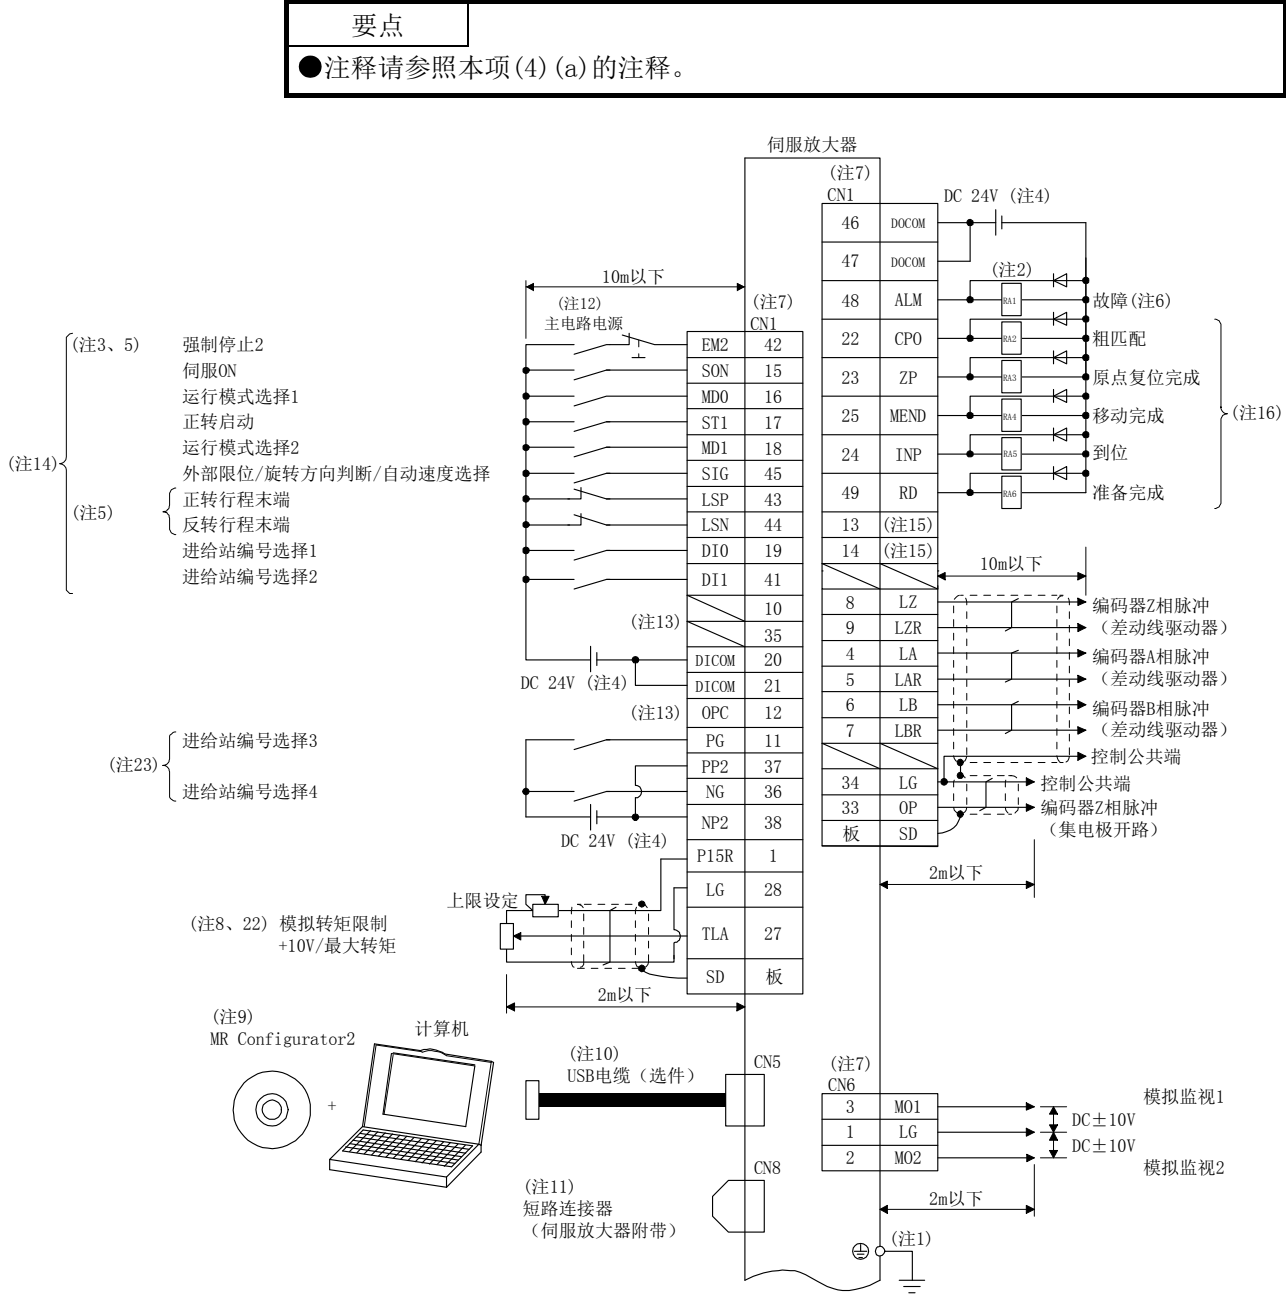 要点
●注释请参照本项(4)(a)的注释。
伺服放大器
(注7)
CN1
DC 24V (注4)
46 DOCOM
47 DOCOM
(注2)
48 ALM RA1 故障(注6)
22 CPO RA2 粗匹配
23 ZP RA3 原点复位完成
25 MEND RA4 移动完成
24 INP RA5 到位
49 RD RA6 准备完成
(注16)
13 (注15)
14 (注15)
10m以下
8 LZ 编码器Z相脉冲
9 LZR （差动线驱动器）
4 LA 编码器A相脉冲
5 LAR （差动线驱动器）
6 LB 编码器B相脉冲
7 LBR （差动线驱动器）
控制公共端
34 LG 控制公共端
33 OP 编码器Z相脉冲
（集电极开路）
板 SD
2m以下
10m以下
(注12)
主电路电源
(注7)
CN1
(注14)
(注3、5) 强制停止2 EM2 42
伺服ON SON 15
运行模式选择1 MD0 16
正转启动 ST1 17
运行模式选择2 MD1 18
外部限位/旋转方向判断/自动速度选择 SIG 45
(注5)
正转行程末端 LSP 43
反转行程末端 LSN 44
进给站编号选择1 DI0 19
进给站编号选择2 DI1 41
10
(注13)
35
DICOM 20
DC 24V (注4)
DICOM 21
(注13) OPC 12
(注23)
进给站编号选择3 PG 11
PP2 37
进给站编号选择4 NG 36
NP2 38
DC 24V (注4)
P15R 1
LG 28
上限设定
(注8、22) 模拟转矩限制
+10V/最大转矩
TLA 27
SD 板
2m以下
(注9)
MR Configurator2
计算机
+
(注10)
USB电缆（选件）
CN5
(注11)
短路连接器
（伺服放大器附带）
CN8
(注7)
CN6
3 MO1 模拟监视1
DC±10V
1 LG
DC±10V
2 MO2 模拟监视2
2m以下
(注1)